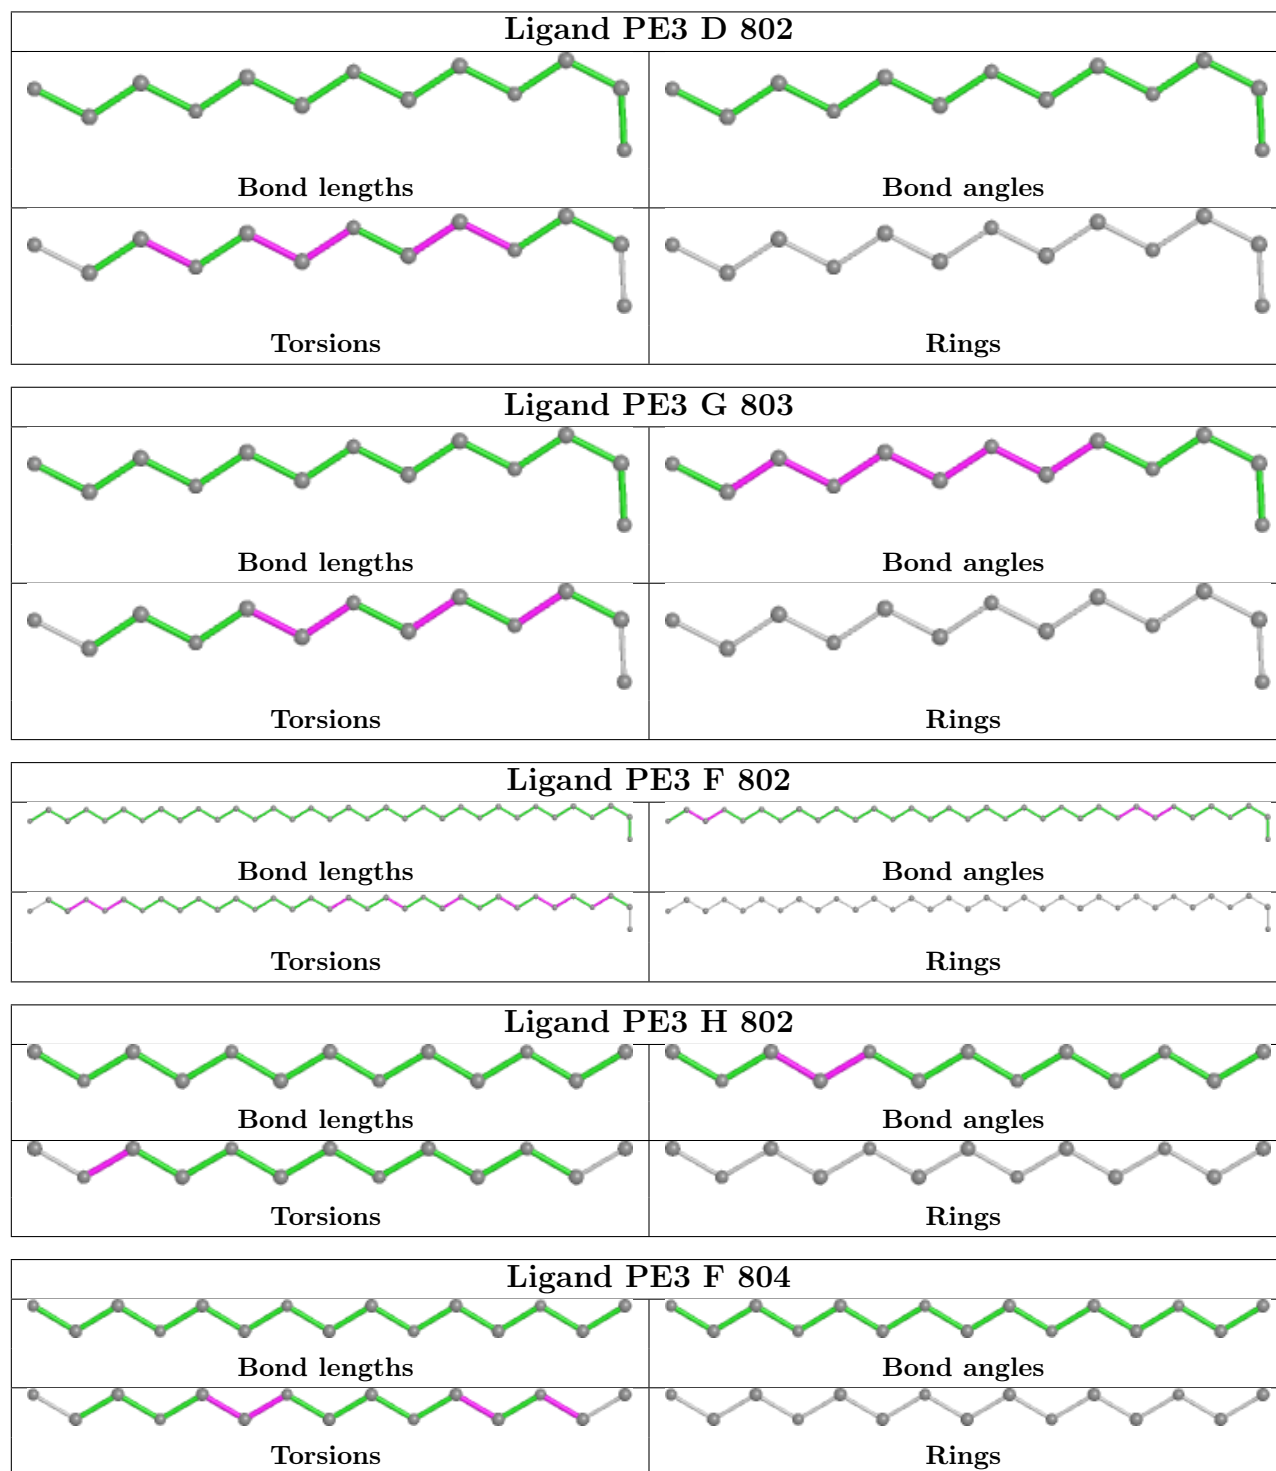 Ligand PE3 D 802
Bond lengths
Bond angles
Torsions
Rings
Ligand PE3 G 803
Bond lengths
Bond angles
Torsions
Rings
Ligand PE3 F 802
Bond lengths
Bond angles
Torsions
Rings
Ligand PE3 H 802
Bond lengths
Bond angles
Torsions
Rings
Ligand PE3 F 804
Bond lengths
Bond angles
Torsions
Rings